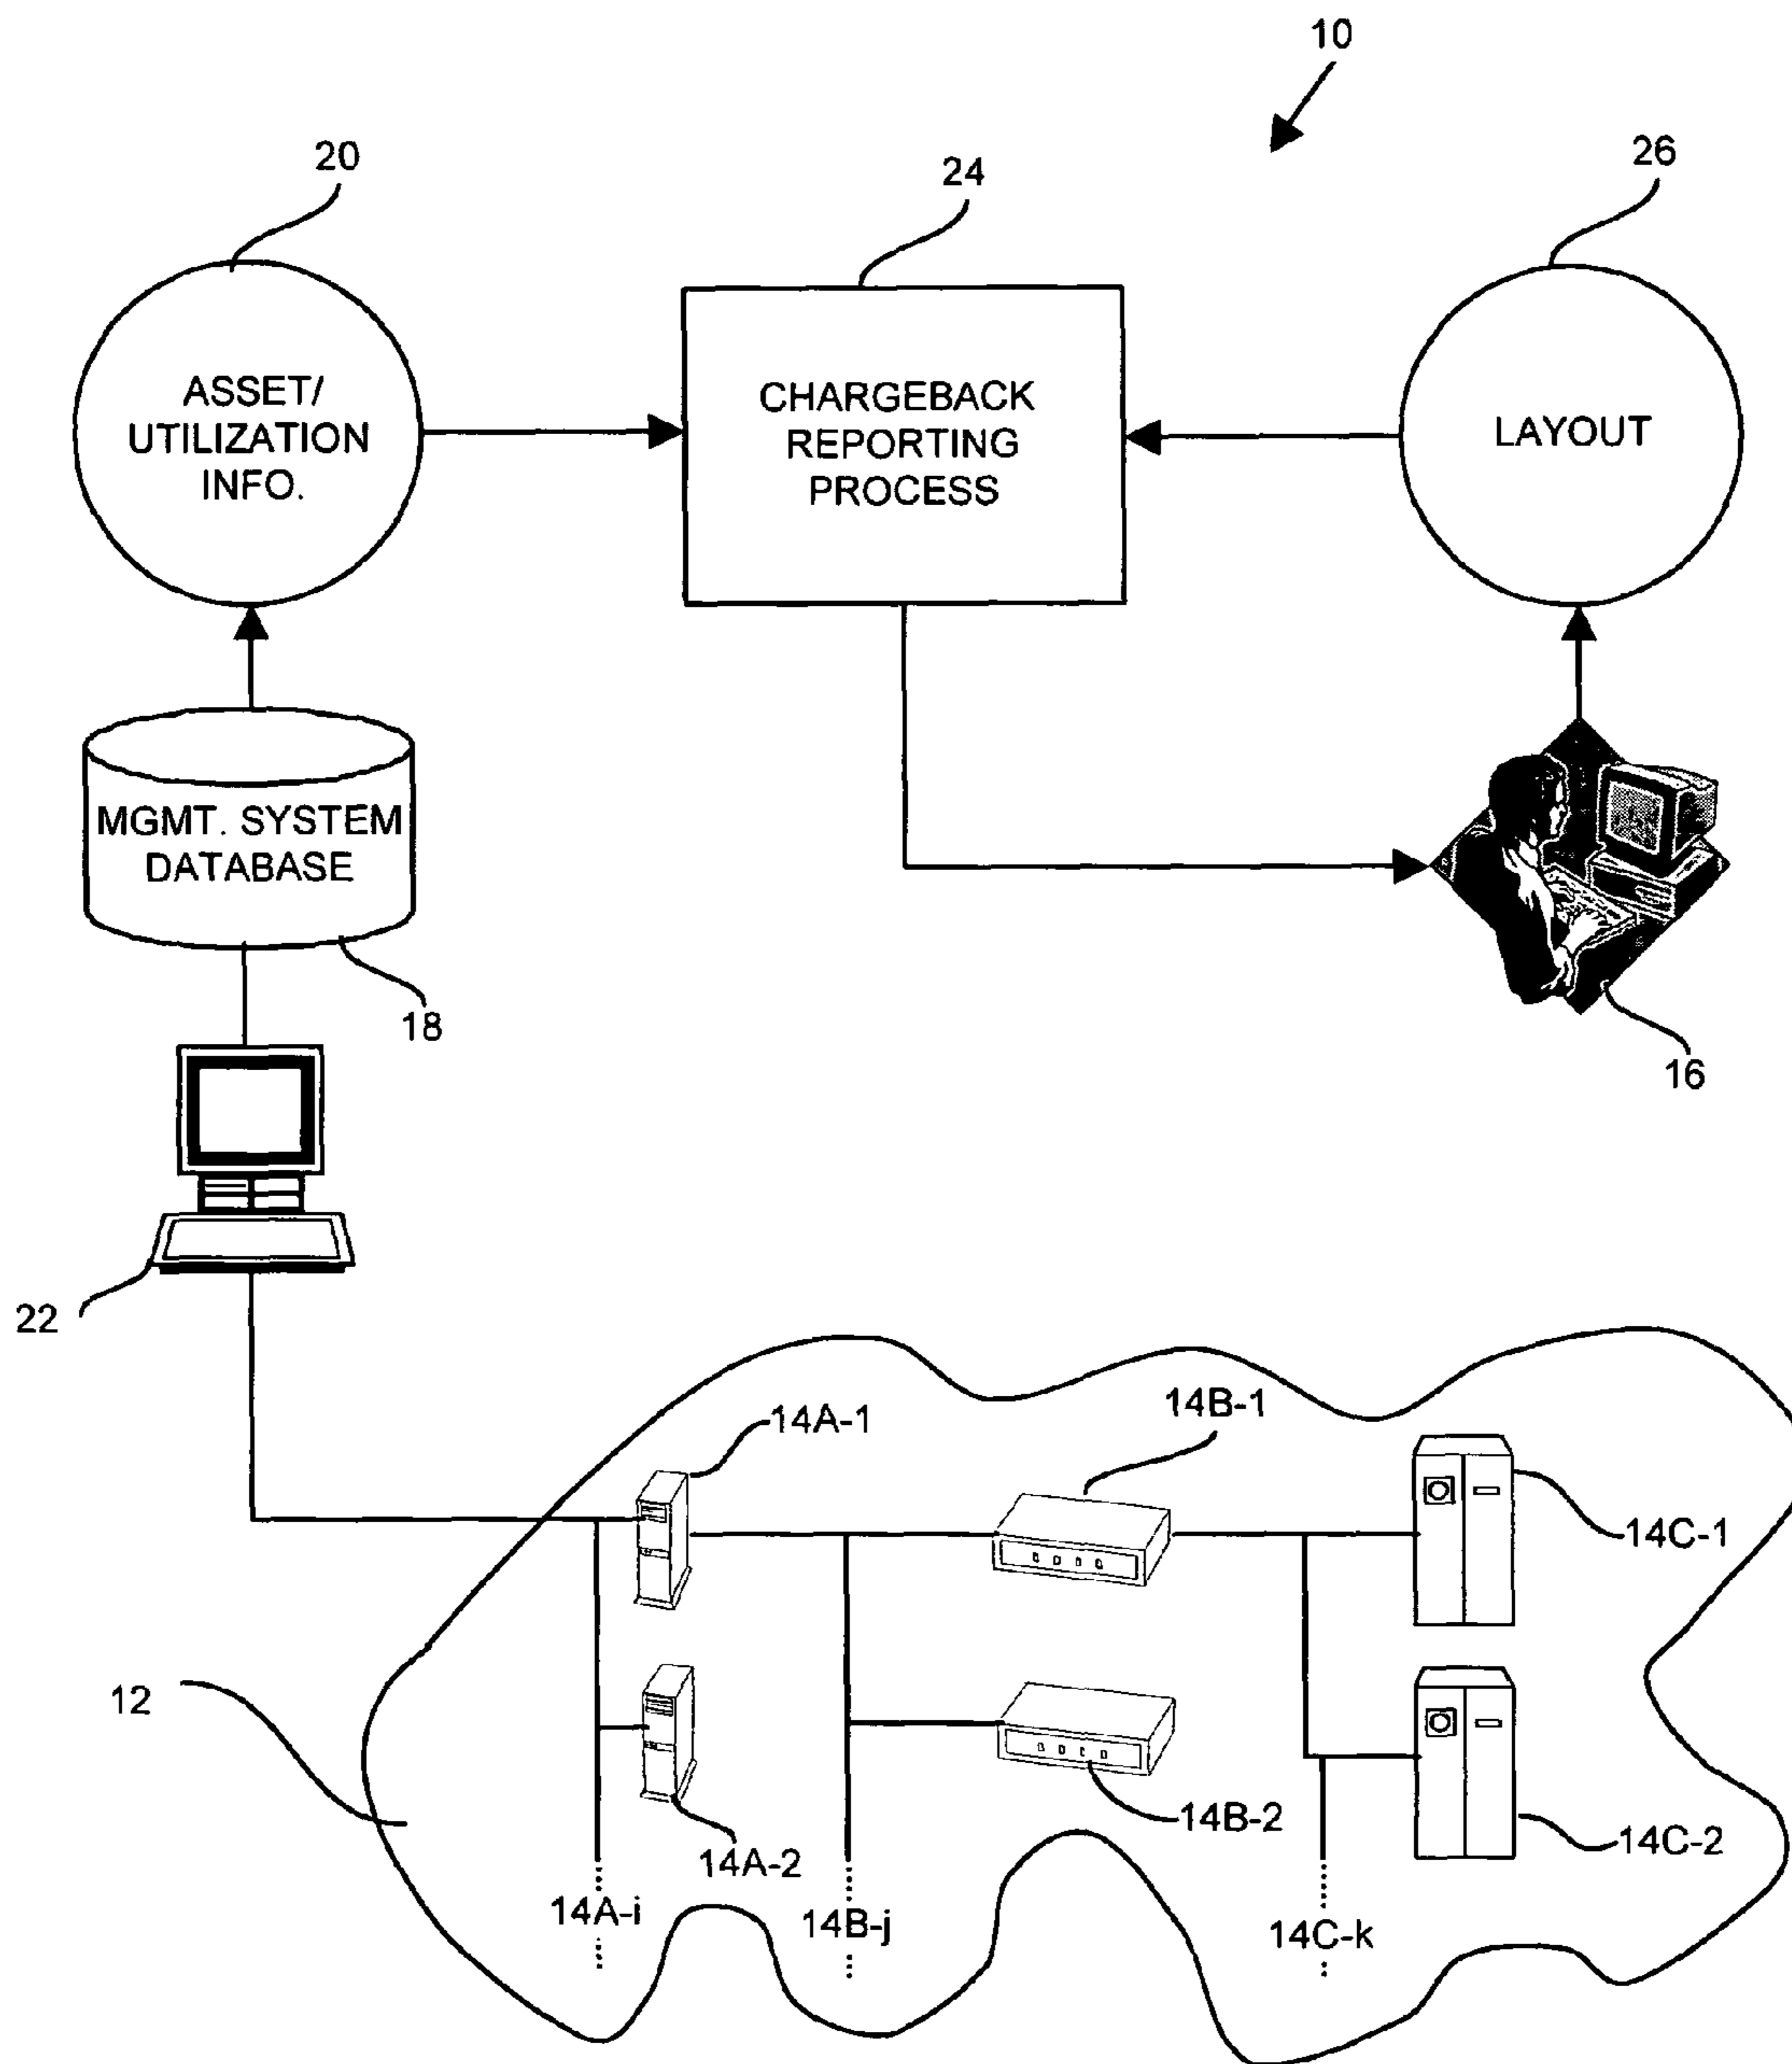 10
20
24
26
ASSET/
UTILIZATION
INFO.
CHARGEBACK
REPORTING
PROCESS
LAYOUT
MGMT. SYSTEM
DATABASE
18
16
22
14A-1
14B-1
14C-1
12
14A-2
14B-2
14C-2
14A-i
14B-j
14C-k